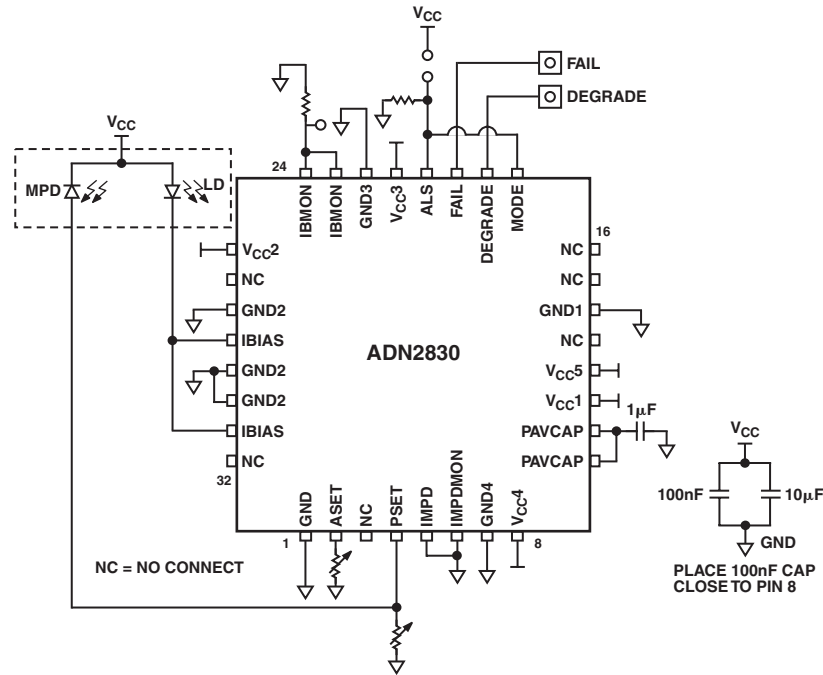 VCC
FAIL
DEGRADE
VCC
MPD
LD
24
IBMON
IBMON
GND3
VCC3
ALS
FAIL
DEGRADE
MODE
16
VCC2
NC
GND2
IBIAS
GND2
GND2
IBIAS
NC
32
ADN2830
NC
NC
GND1
NC
VCC5
VCC1
PAVCAP
PAVCAP
1µF
1
GND
ASET
NC
PSET
IMPD
IMPDMON
GND4
VCC4
8
NC = NO CONNECT
VCC
100nF
10µF
GND
PLACE 100nF CAP
CLOSE TO PIN 8